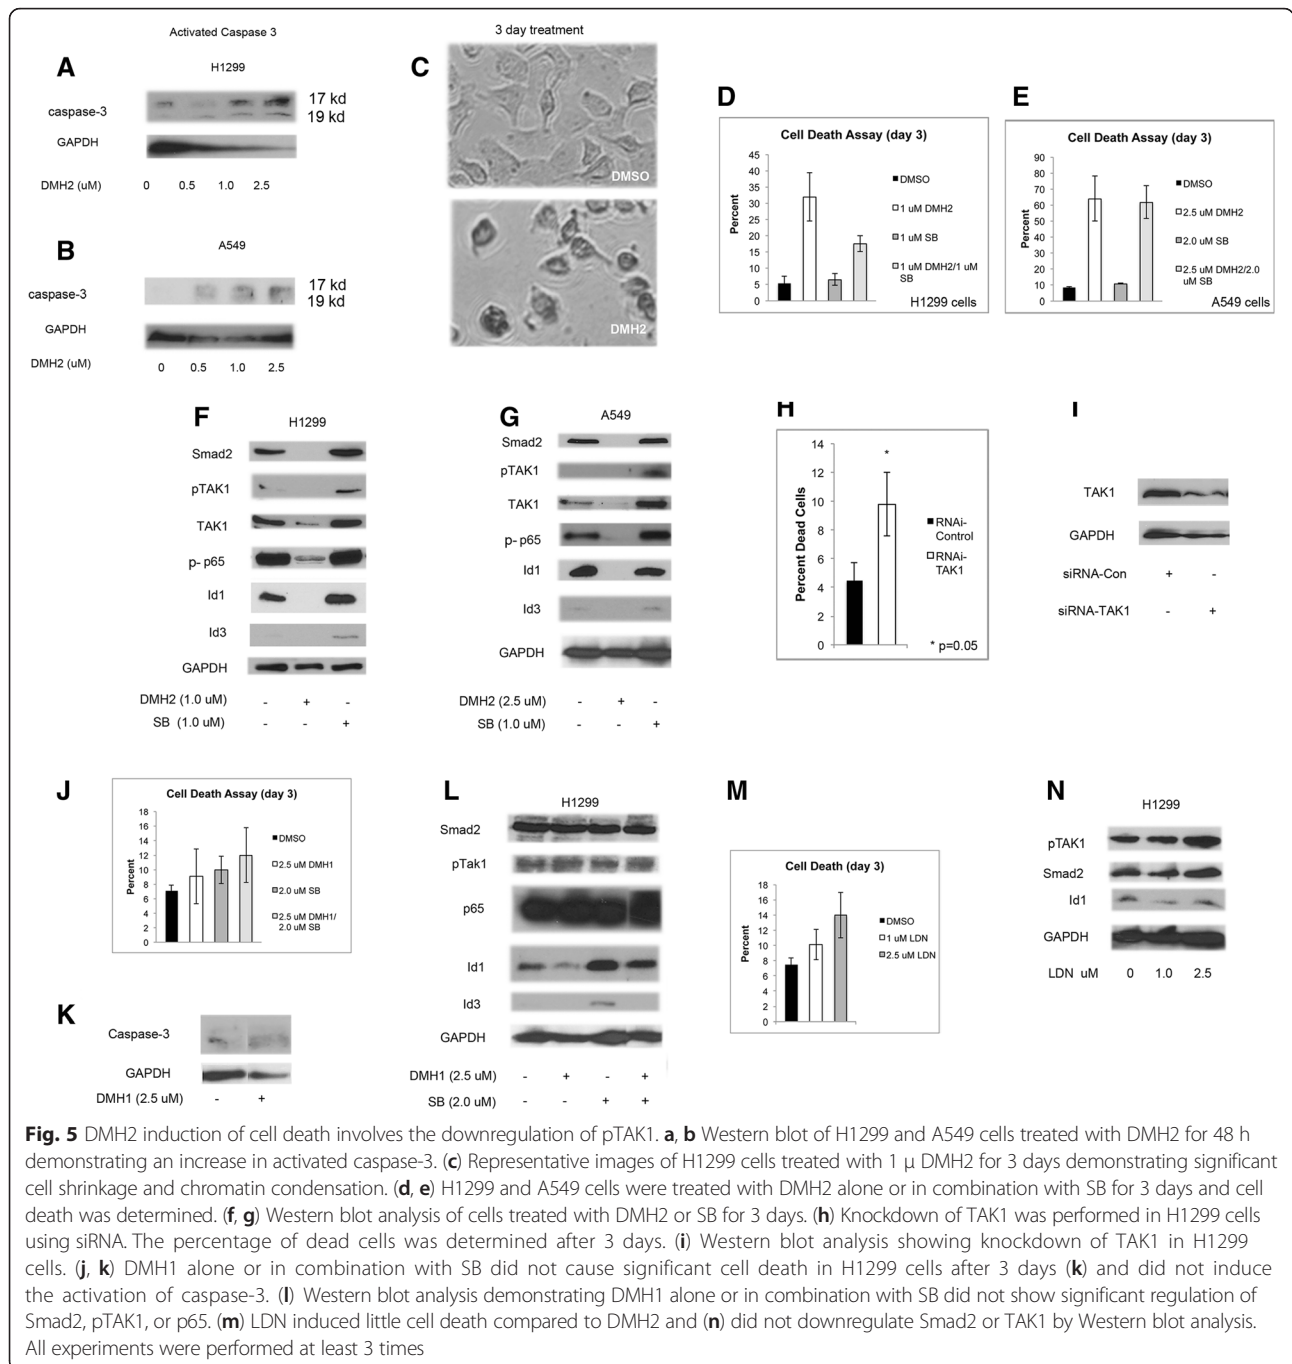 Activated Caspase 3
A
H1299
caspase-3
17 kd
19 kd
GAPDH
DMH2 (uM) 0 0.5 1.0 2.5
B
A549
caspase-3
17 kd
19 kd
GAPDH
DMH2 (uM) 0 0.5 1.0 2.5
C
3 day treatment
DMSO
DMH2
D
Cell Death Assay (day 3)
45
40
35
30
25
20
15
10
5
0
Percent
DMSO
1 uM DMH2
1 uM SB
1 uM DMH2/1 uM
SB
H1299 cells
E
Cell Death Assay (day 3)
90
80
70
60
50
40
30
20
10
0
Percent
DMSO
2.5 uM DMH2
2.0 uM SB
2.5 uM DMH2/2.0
uM SB
A549 cells
F
H1299
Smad2
pTAK1
TAK1
p- p65
Id1
Id3
GAPDH
DMH2 (1.0 uM) - + -
SB (1.0 uM) - - +
G
A549
Smad2
pTAK1
TAK1
p- p65
Id1
Id3
GAPDH
DMH2 (2.5 uM) - + -
SB (1.0 uM) - - +
H
14
12
10
8
6
4
2
0
Percent Dead Cells
*
RNAi-
Control
RNAi-
TAK1
* p=0.05
I
TAK1
GAPDH
siRNA-Con + -
siRNA-TAK1 - +
J
Cell Death Assay (day 3)
18
16
14
12
10
8
6
4
2
0
Percent
DMSO
2.5 uM DMH1
2.0 uM SB
2.5 uM DMH1/
2.0 uM SB
K
Caspase-3
GAPDH
DMH1 (2.5 uM) - +
L
H1299
Smad2
pTak1
p65
Id1
Id3
GAPDH
DMH1 (2.5 uM) - + - +
SB (2.0 uM) - - + +
M
Cell Death (day 3)
18
16
14
12
10
8
6
4
2
0
Percent
DMSO
1 uM LDN
2.5 uM LDN
N
H1299
pTAK1
Smad2
Id1
GAPDH
LDN uM 0 1.0 2.5
Fig. 5 DMH2 induction of cell death involves the downregulation of pTAK1. a, b Western blot of H1299 and A549 cells treated with DMH2 for 48 h
demonstrating an increase in activated caspase-3. (c) Representative images of H1299 cells treated with 1 μ DMH2 for 3 days demonstrating significant
cell shrinkage and chromatin condensation. (d, e) H1299 and A549 cells were treated with DMH2 alone or in combination with SB for 3 days and cell
death was determined. (f, g) Western blot analysis of cells treated with DMH2 or SB for 3 days. (h) Knockdown of TAK1 was performed in H1299 cells
using siRNA. The percentage of dead cells was determined after 3 days. (i) Western blot analysis showing knockdown of TAK1 in H1299
cells. (j, k) DMH1 alone or in combination with SB did not cause significant cell death in H1299 cells after 3 days (k) and did not induce
the activation of caspase-3. (l) Western blot analysis demonstrating DMH1 alone or in combination with SB did not show significant regulation of
Smad2, pTAK1, or p65. (m) LDN induced little cell death compared to DMH2 and (n) did not downregulate Smad2 or TAK1 by Western blot analysis.
All experiments were performed at least 3 times